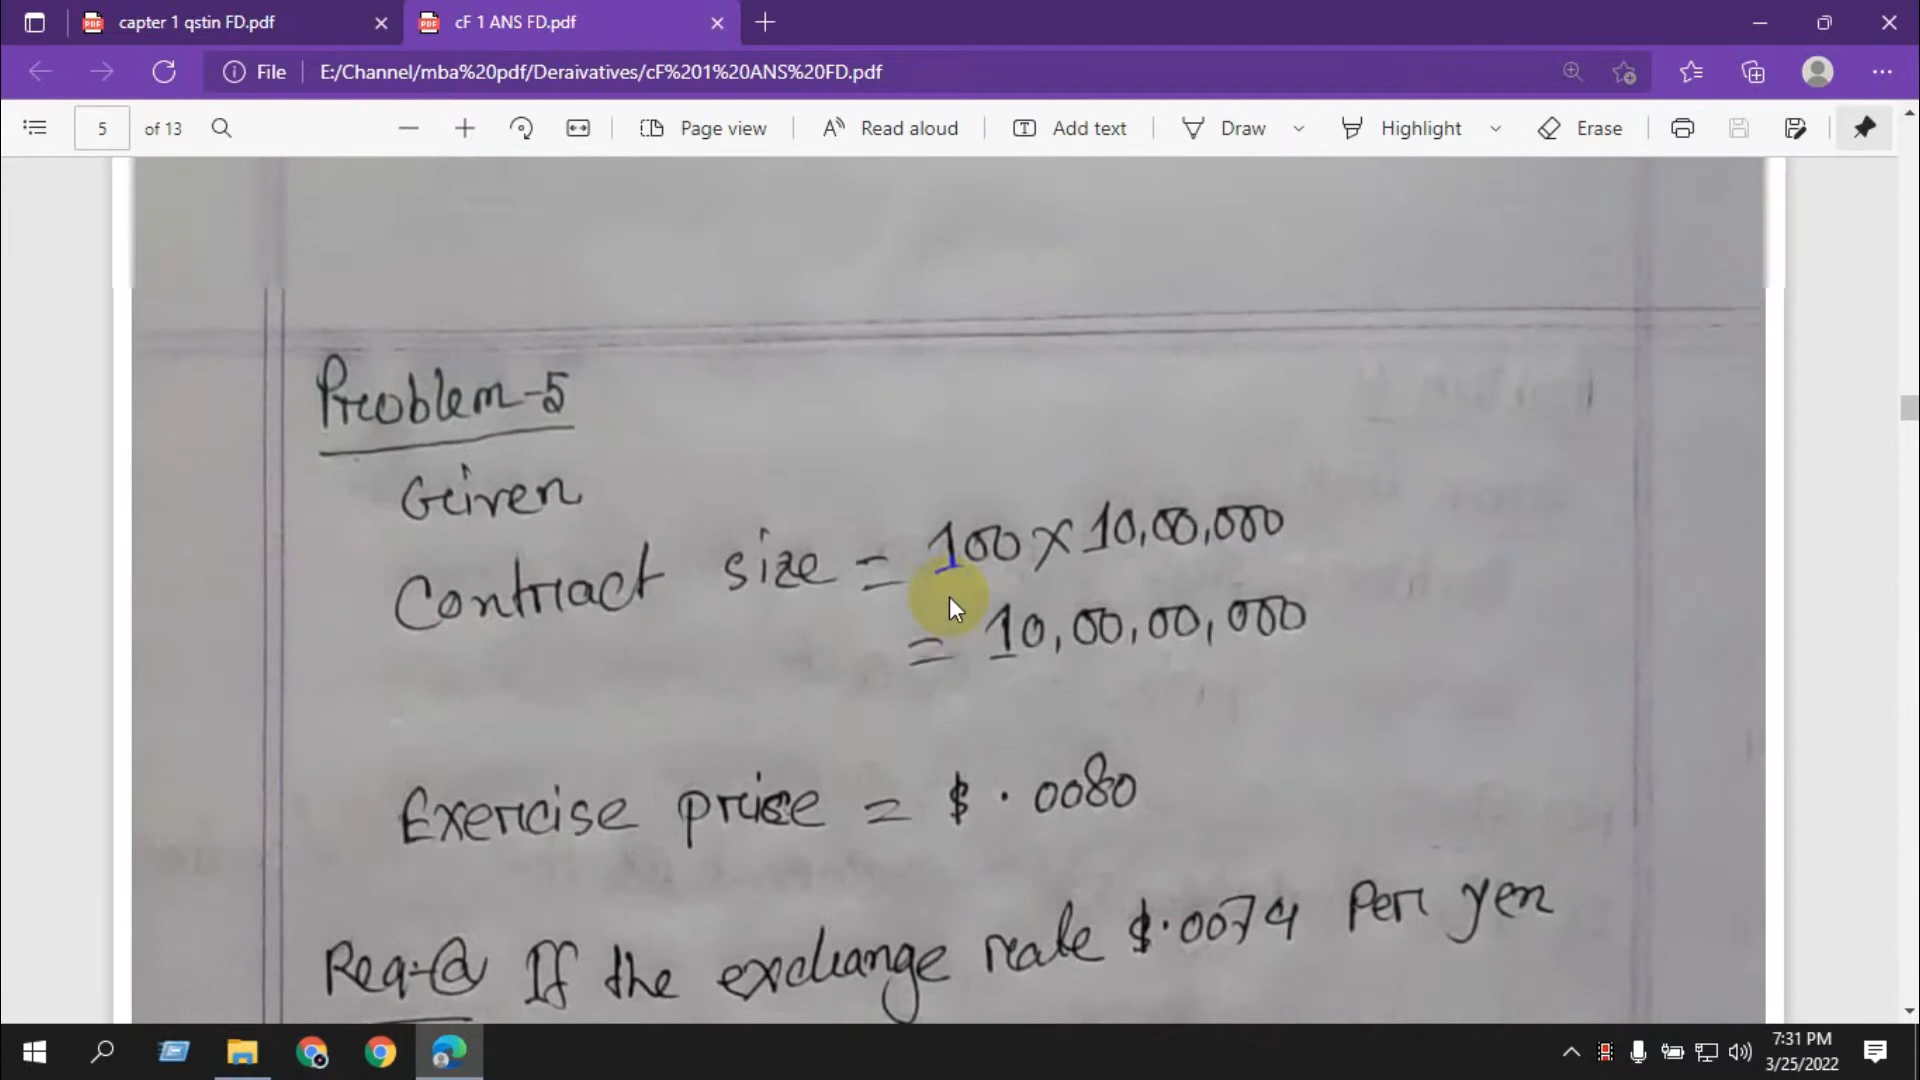 capter 1 qstin FD.pdf
cF 1 ANS FD.pdf
File
E:/Channel/mba%20pdf/Deraivatives/cF%201%20ANS%20FD.pdf
5 of 13
Page view
Read aloud
Add text
Draw
Highlight
Erase
Problem-5
Given
Contract size = 100 × 10,00,000
= 10,00,00,000
Exercise price = $ .0080
Req-@ If the exchange rate $.0074 Per yen
7:31 PM
3/25/2022